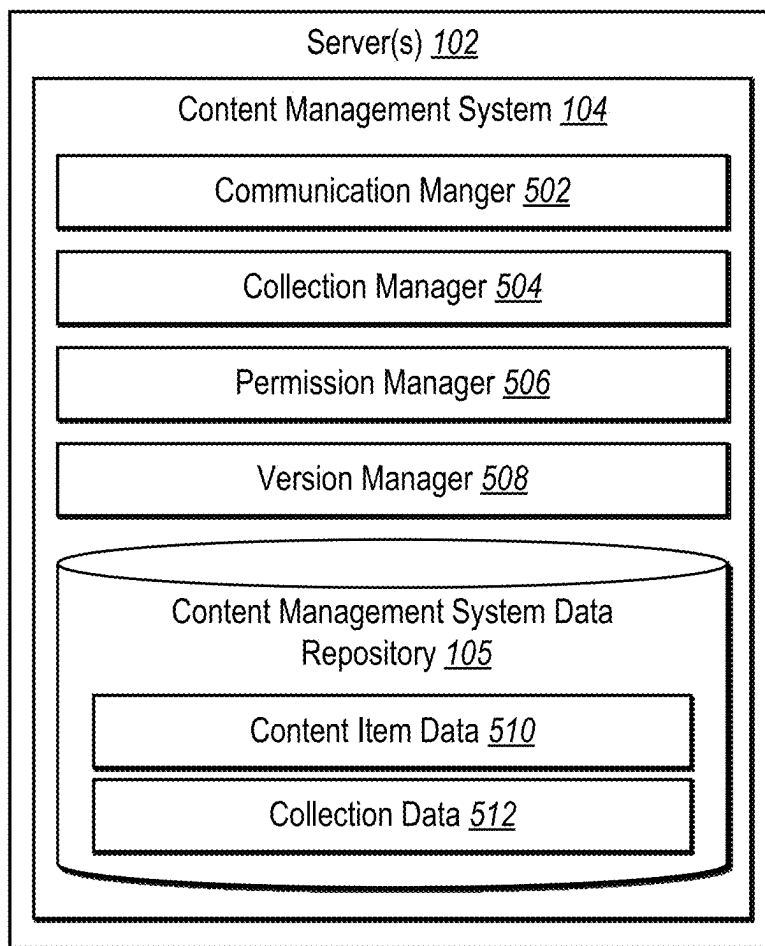 Server(s) 102
Content Management System 104
Communication Manger 502
Collection Manager 504
Permission Manager 506
Version Manager 508
Content Management System Data
Repository 105
Content Item Data 510
Collection Data 512